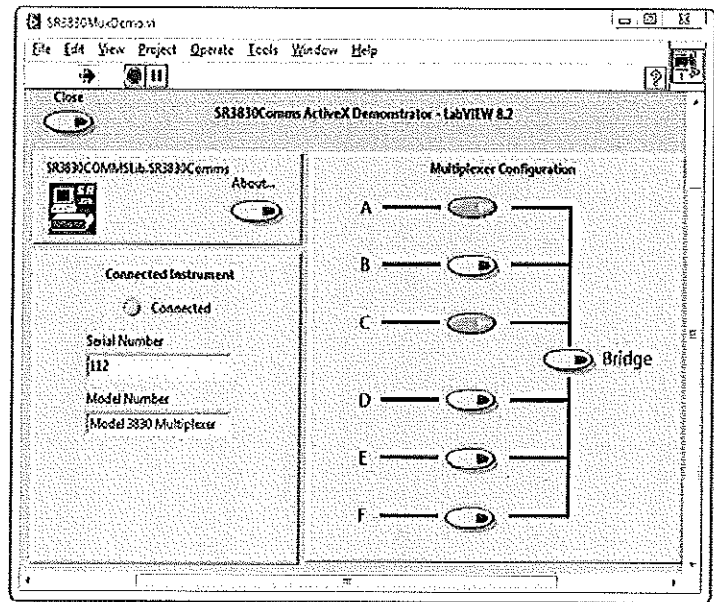 SR3830MuxDemo.vi
File Edit View Project Operate Tools Window Help
Close
SR3830Comms ActiveX Demonstrator - LabVIEW 8.2
SR3830COMMSLib.SR3830Comms
SR
About...
Connected Instrument
Connected
Serial Number
112
Model Number
Model 3830 Multiplexer
Multiplexer Configuration
A
B
C
Bridge
D
E
F